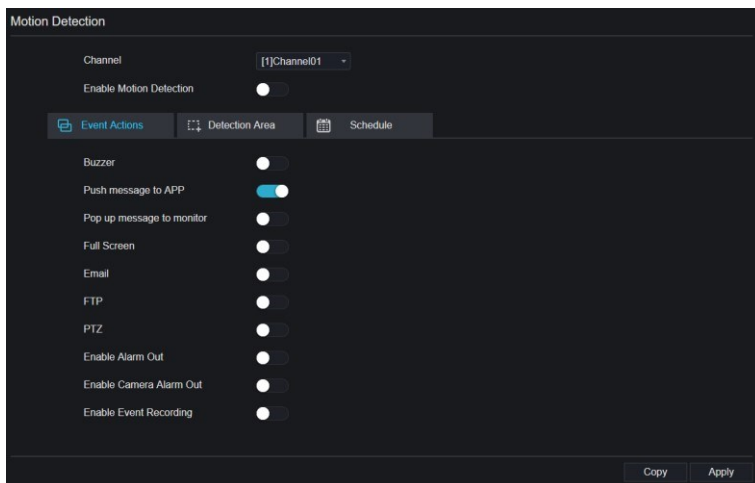 Motion Detection
Channel [1]Channel01
Enable Motion Detection
Event Actions Detection Area Schedule
Buzzer
Push message to APP
Pop up message to monitor
Full Screen
Email
FTP
PTZ
Enable Alarm Out
Enable Camera Alarm Out
Enable Event Recording
Copy Apply